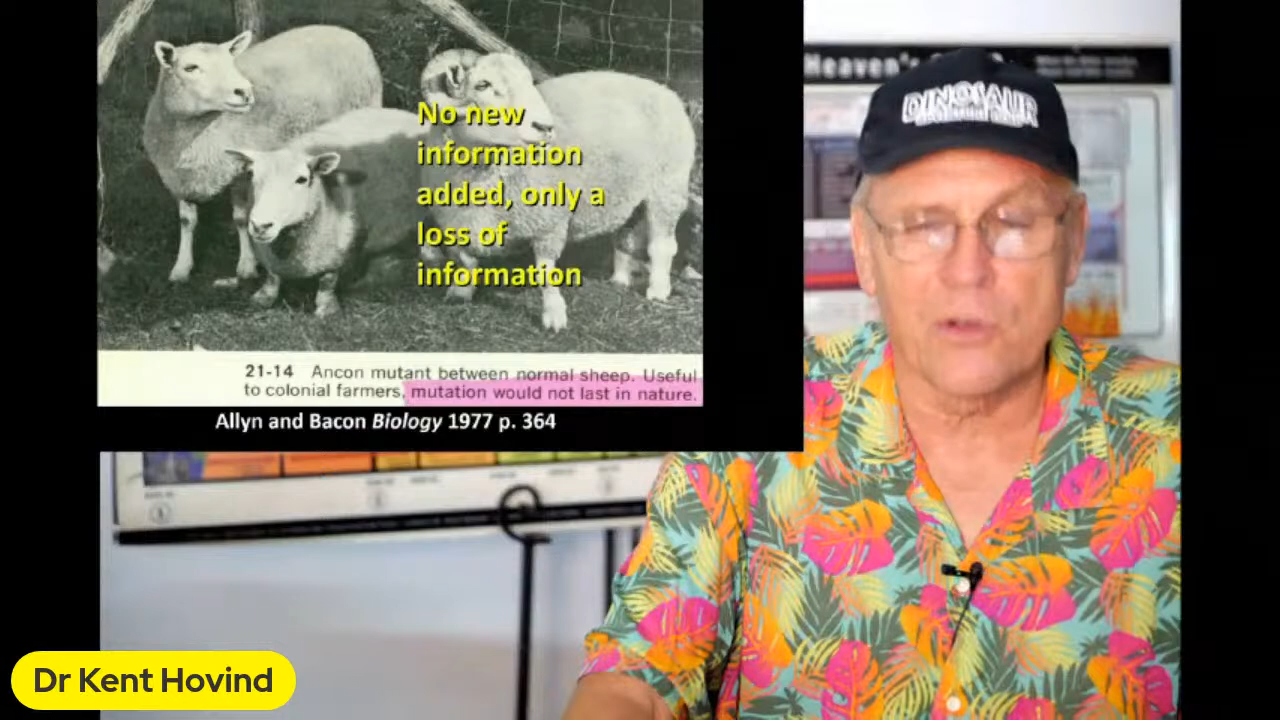 No new
information
added, only a
loss of
information
21-14 Ancon mutant between normal sheep. Useful
to colonial farmers, mutation would not last in nature.
Allyn and Bacon Biology 1977 p. 364
Heaven's
DINOSAUR
Dr Kent Hovind